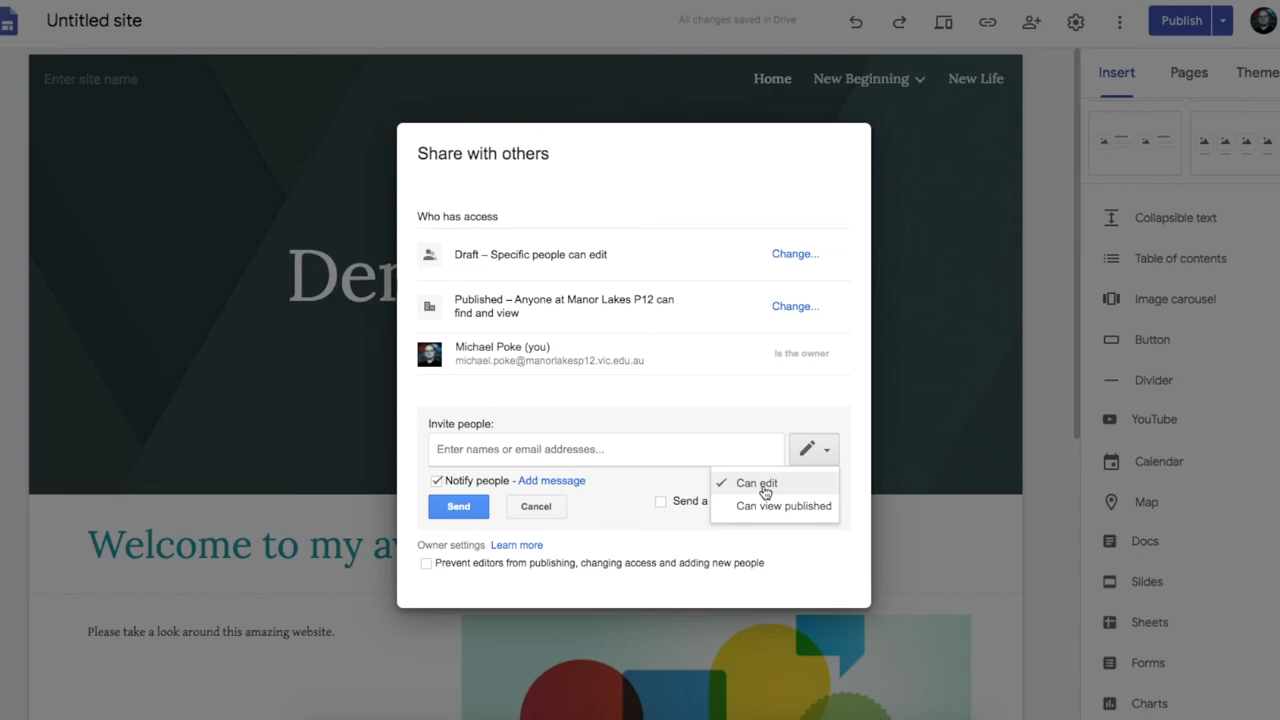 Untitled site
All changes saved in Drive
Publish
Enter site name
Home
New Beginning
New Life
Insert
Pages
Theme
Share with others
Who has access
Draft – Specific people can edit
Change...
Published – Anyone at Manor Lakes P12 can
find and view
Change...
Michael Poke (you)
michael.poke@manorlakesp12.vic.edu.au
Is the owner
Invite people:
Enter names or email addresses...
Notify people - Add message
Can edit
Can view published
Send
Cancel
Send a
Owner settings Learn more
Prevent editors from publishing, changing access and adding new people
Welcome to my
Please take a look around this amazing website.
Collapsible text
Table of contents
Image carousel
Button
Divider
YouTube
Calendar
Map
Docs
Slides
Sheets
Forms
Charts